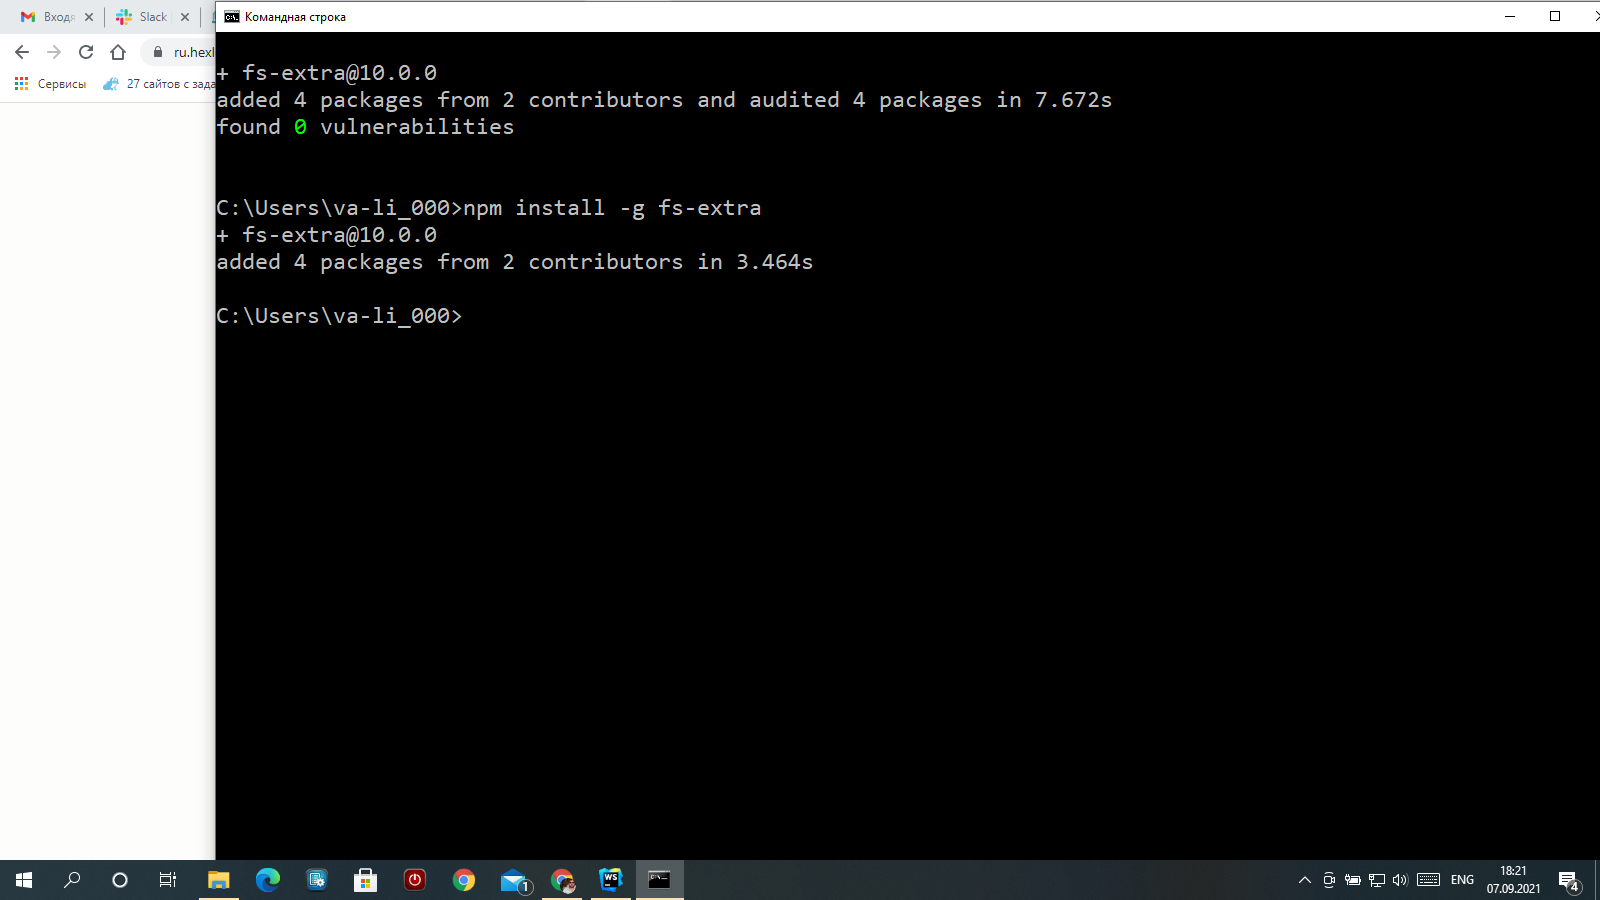 Входя
Slack
Командная строка
ru.hexl
Сервисы
27 сайтов с зада
+ fs-extra@10.0.0
added 4 packages from 2 contributors and audited 4 packages in 7.672s
found 0 vulnerabilities
C:\Users\va-li_000>npm install -g fs-extra
+ fs-extra@10.0.0
added 4 packages from 2 contributors in 3.464s
C:\Users\va-li_000>
1
WS
ENG
18:21
07.09.2021
4